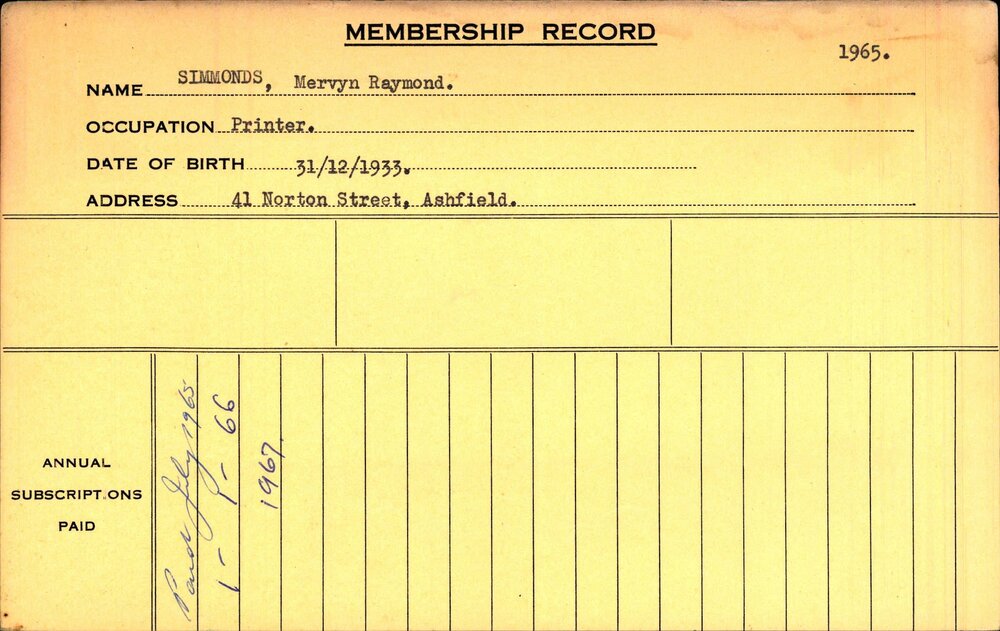 MEMBERSHIP RECORD
1965.
NAME SIMMONDS, Mervyn Raymond.
OCCUPATION Printer.
DATE OF BIRTH 31/12/1933.
ADDRESS 41 Norton Street, Ashfield.
ANNUAL
SUBSCRIPTIONS
PAID
Paid July 1965
1 - 1 - 66
1967.